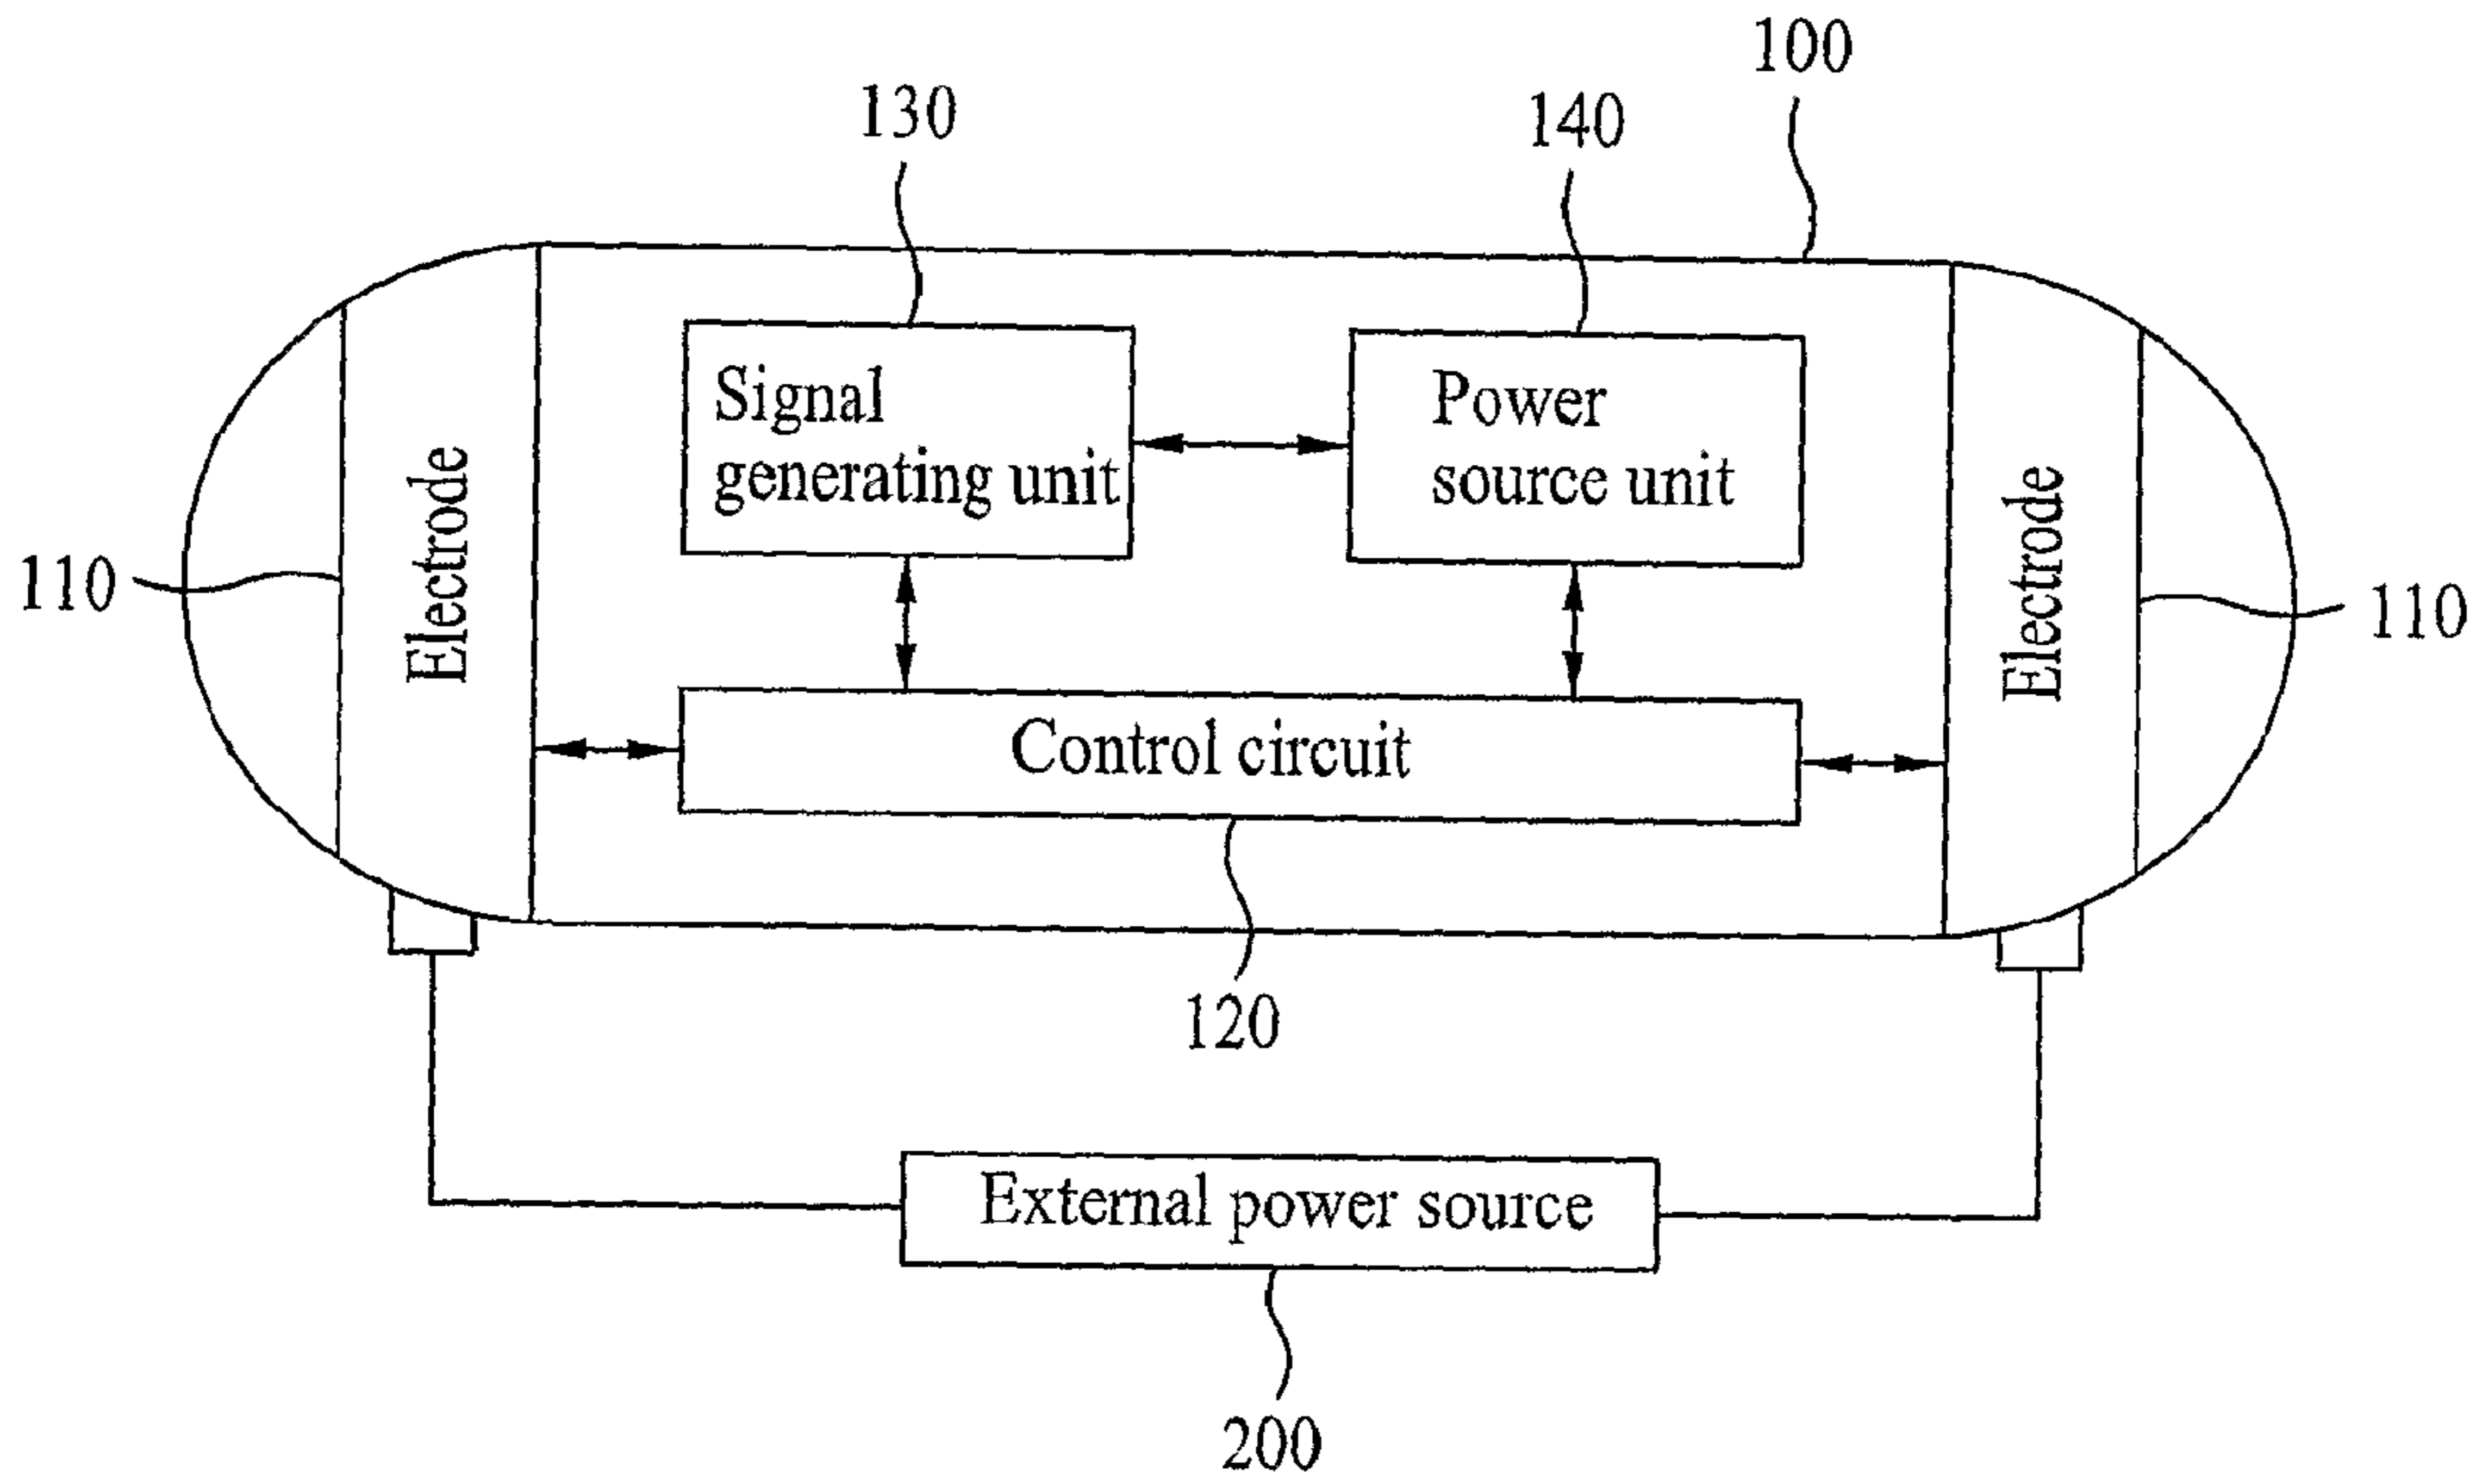 100
130
140
Signal
generating unit
Power
source unit
Electrode
Electrode
110
110
Control circuit
120
External power source
200